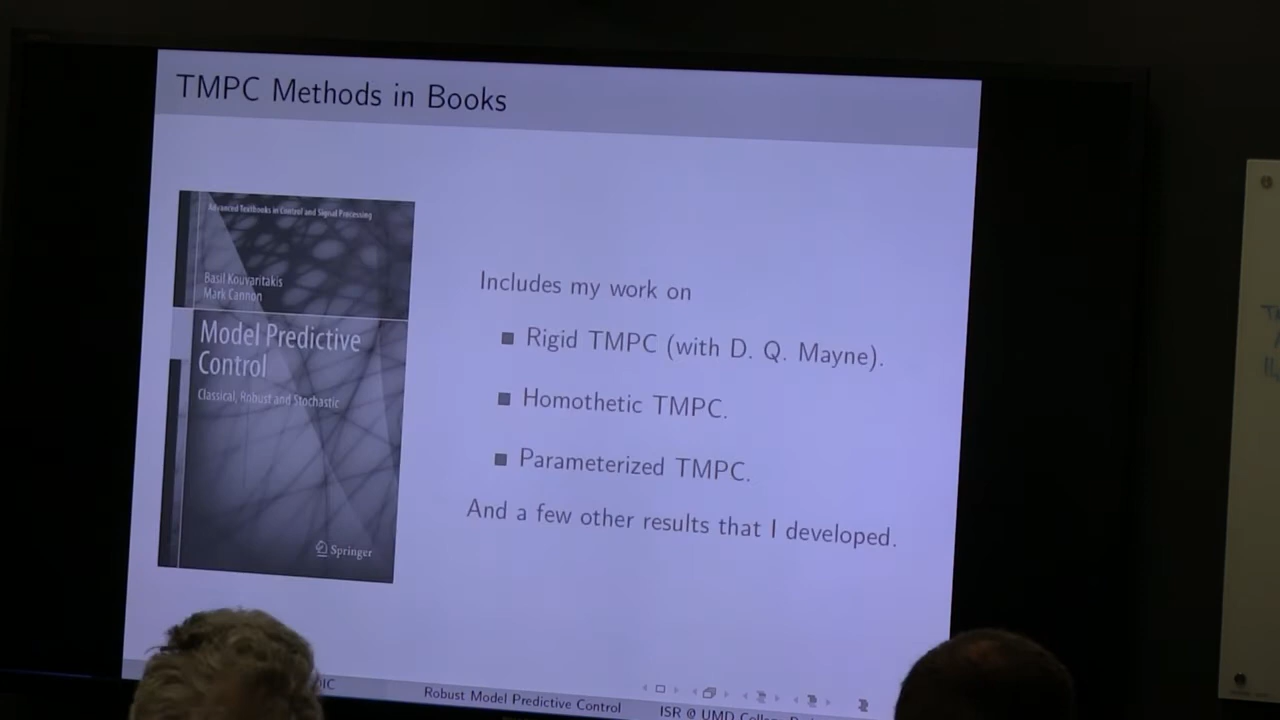 TMPC Methods in Books
Advanced Textbooks in Control and Signal Processing
Basil Kouvaritakis
Mark Cannon
Model Predictive
Control
Classical, Robust and Stochastic
Springer
Includes my work on
Rigid TMPC (with D. Q. Mayne).
Homothetic TMPC.
Parameterized TMPC.
And a few other results that I developed.
Robust Model Predictive Control
ISR @ UMD